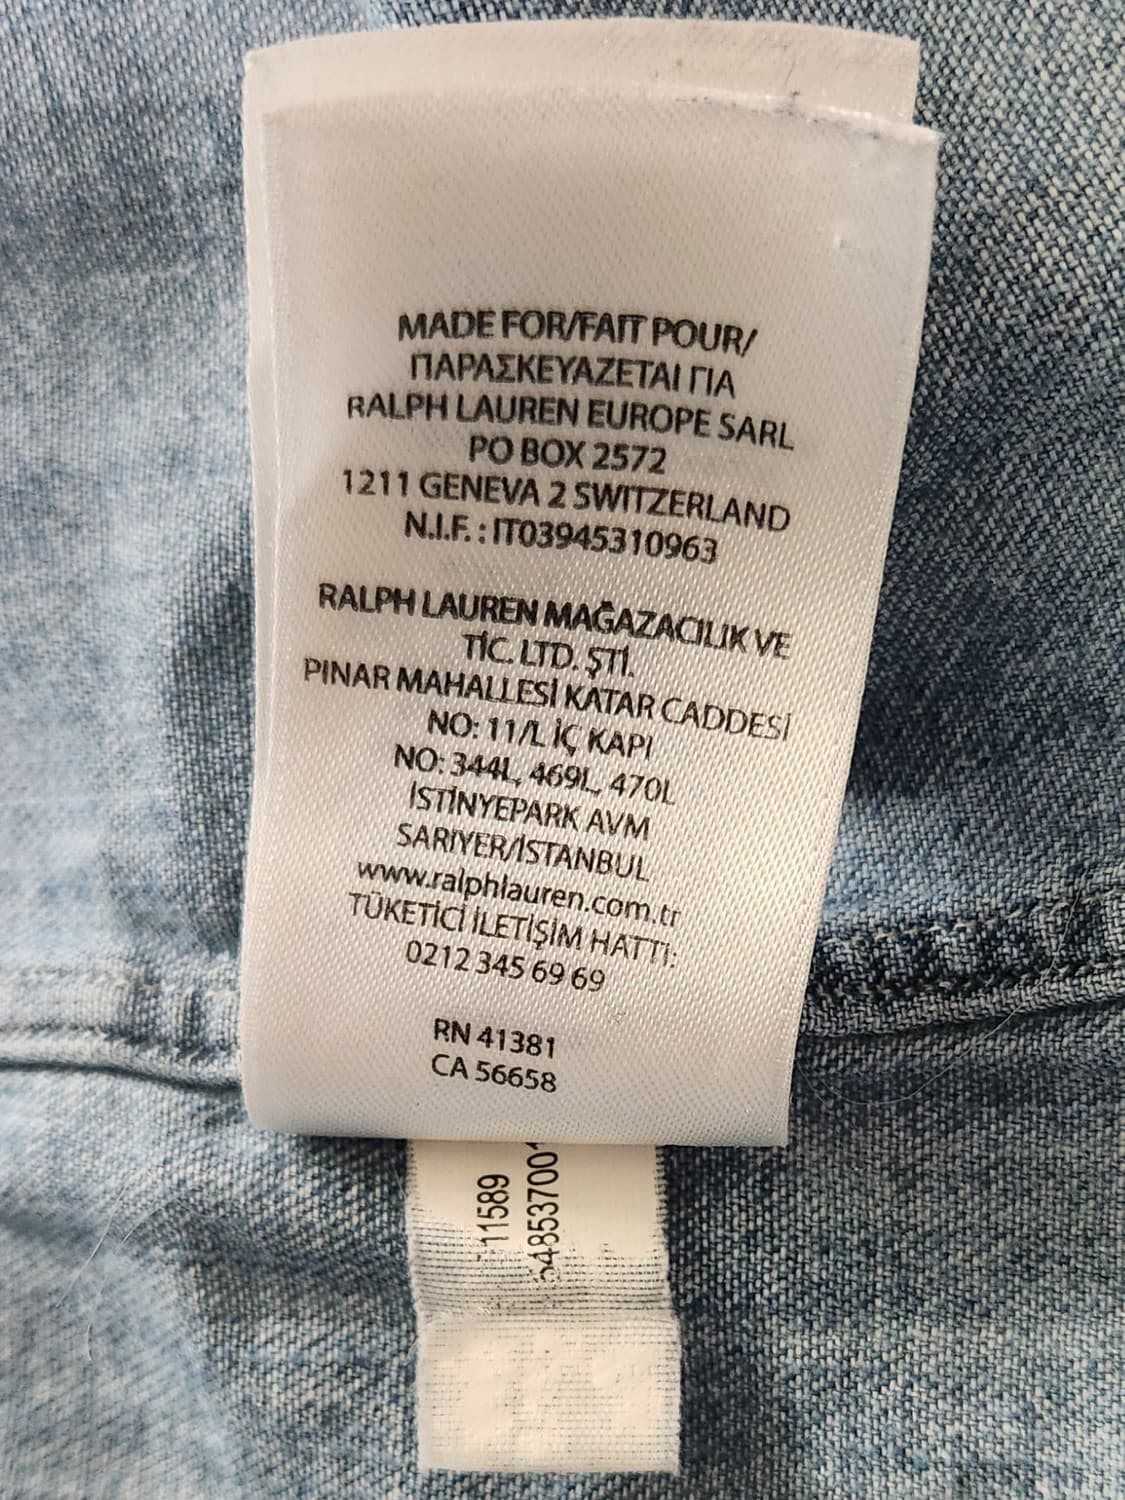 MADE FOR/FAIT POUR/
ΠΑΡΑΣΚΕΥΑΖΕΤΑΙ ΓΙΑ
RALPH LAUREN EUROPE SARL
PO BOX 2572
1211 GENEVA 2 SWITZERLAND
N.I.F. : IT03945310963
RALPH LAUREN MAĞAZACILIK VE
TİC. LTD. ŞTİ.
PINAR MAHALLESİ KATAR CADDESİ
NO: 11/L İÇ KAPI
NO: 344L, 469L, 470L
İSTİNYEPARK AVM
SARIYER/İSTANBUL
www.ralphlauren.com.tr
TÜKETİCİ İLETİŞİM HATTI:
0212 345 69 69
RN 41381
CA 56658
11589